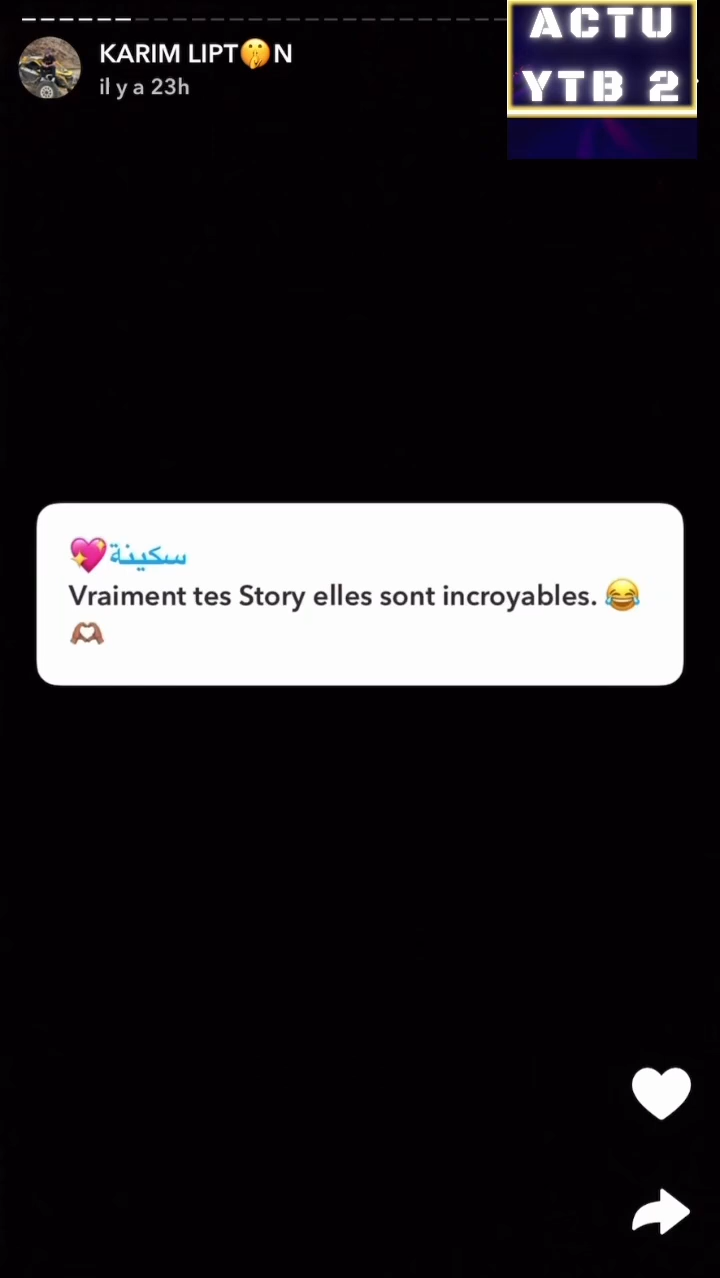 KARIM LIPT🤫N
il y a 23h
ACTU
YTB 2
💖سكينة
Vraiment tes Story elles sont incroyables. 😂
🫶🏾